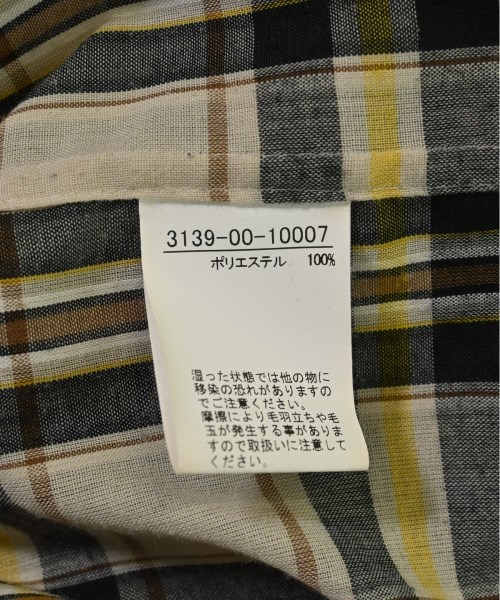 3139-00-10007
ポリエステル 100%
湿った状態では他の物に
移染の恐れがありますの
でご注意ください。
摩擦により毛羽立ちや毛
玉が発生する事がありま
すので取扱いに注意して
ください。